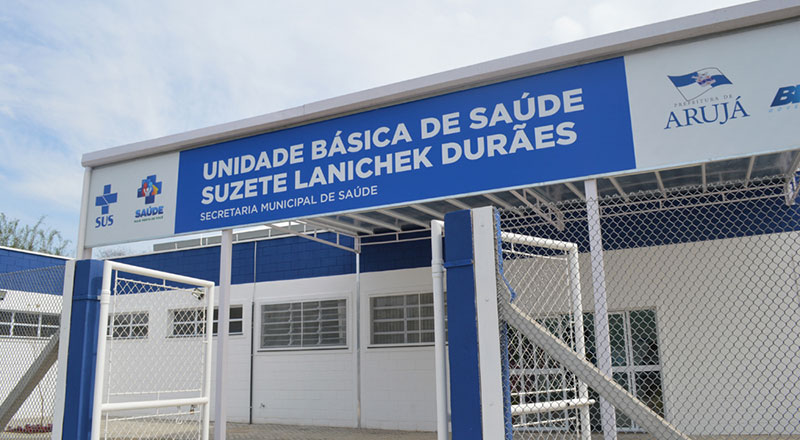 UNIDADE BÁSICA DE SAÚDE
SUZETE LANICHEK DURÃES
SECRETARIA MUNICIPAL DE SAÚDE
SUS
SAÚDE
PREFEITURA DE
ARUJÁ